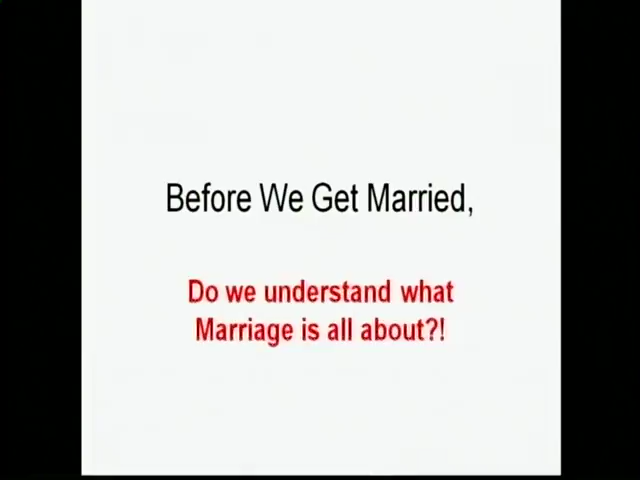 Before We Get Married,
Do we understand what
Marriage is all about?!